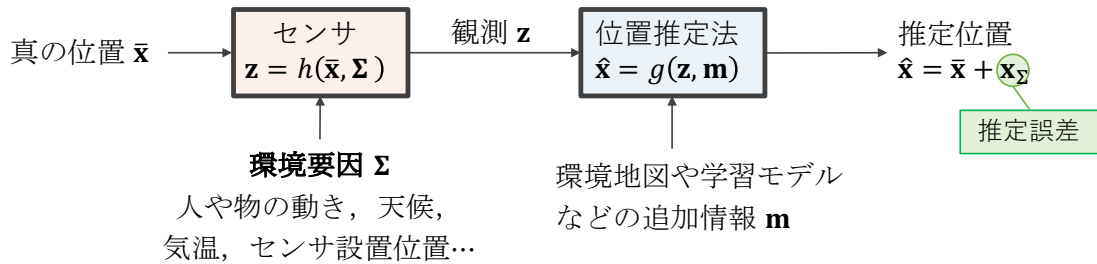 真の位置 x̄
センサ
z = h(x̄, Σ )
観測 z
位置推定法
x̂ = g(z, m)
推定位置
x̂ = x̄ + x_Σ
推定誤差
環境要因 Σ
人や物の動き，天候，
気温，センサ設置位置…
環境地図や学習モデル
などの追加情報 m